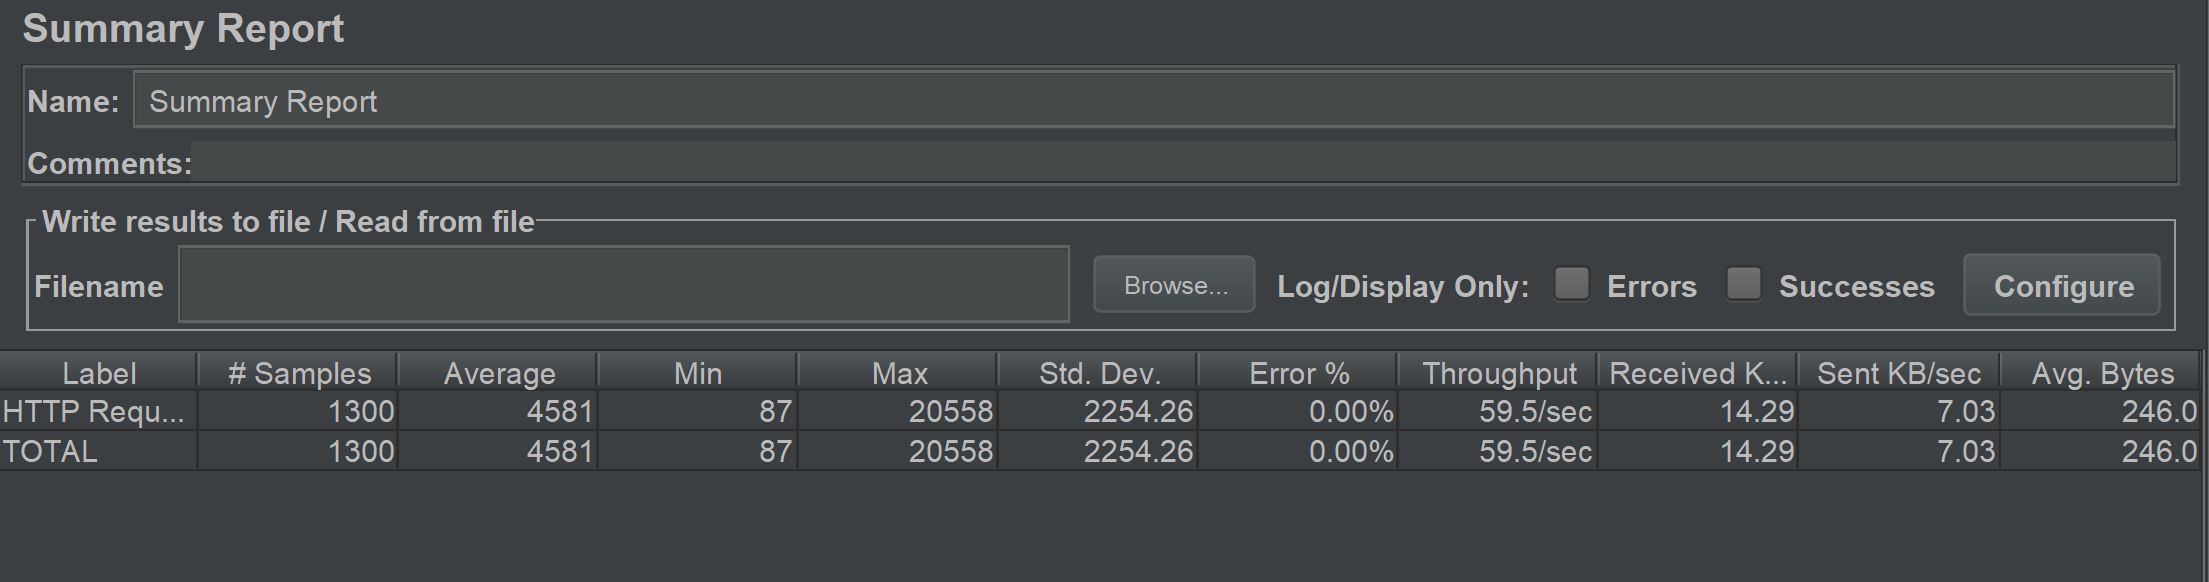 Summary Report
Name: Summary Report
Comments:
Write results to file / Read from file
Filename Browse... Log/Display Only: Errors Successes Configure
Label # Samples Average Min Max Std. Dev. Error % Throughput Received K... Sent KB/sec Avg. Bytes
HTTP Requ... 1300 4581 87 20558 2254.26 0.00% 59.5/sec 14.29 7.03 246.0
TOTAL 1300 4581 87 20558 2254.26 0.00% 59.5/sec 14.29 7.03 246.0